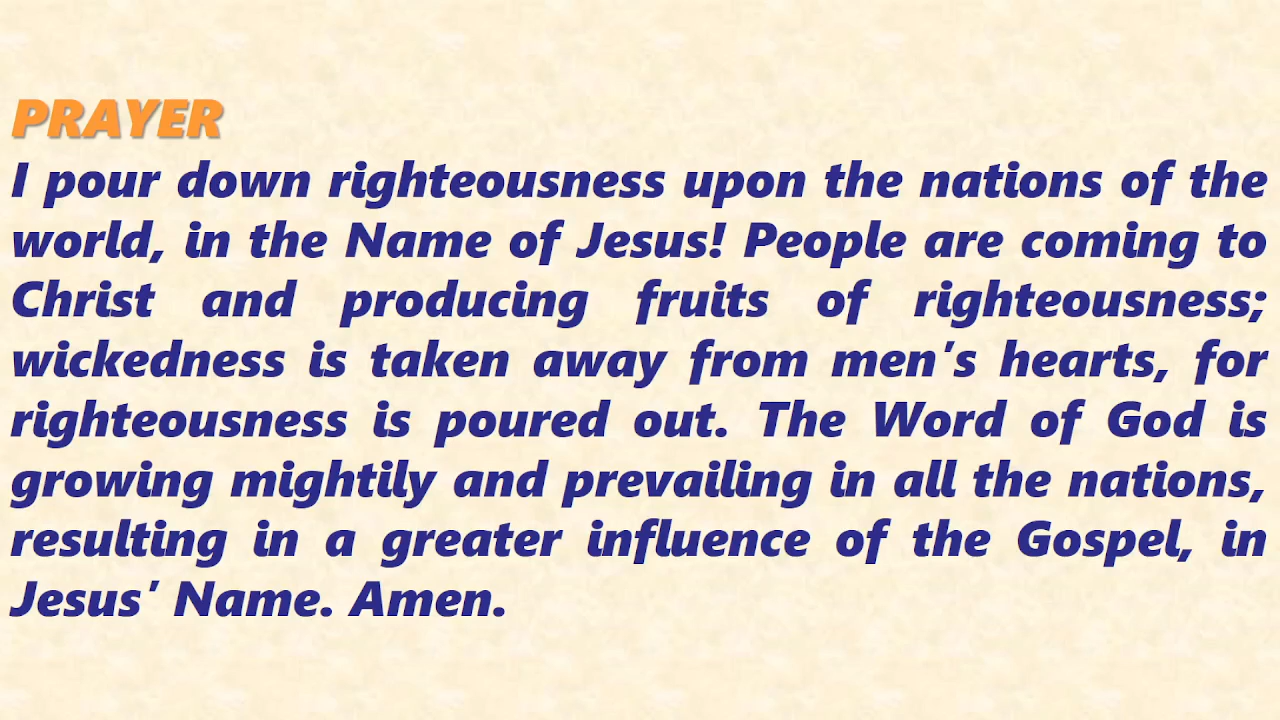 PRAYER
I pour down righteousness upon the nations of the
world, in the Name of Jesus! People are coming to
Christ and producing fruits of righteousness;
wickedness is taken away from men's hearts, for
righteousness is poured out. The Word of God is
growing mightily and prevailing in all the nations,
resulting in a greater influence of the Gospel, in
Jesus' Name. Amen.